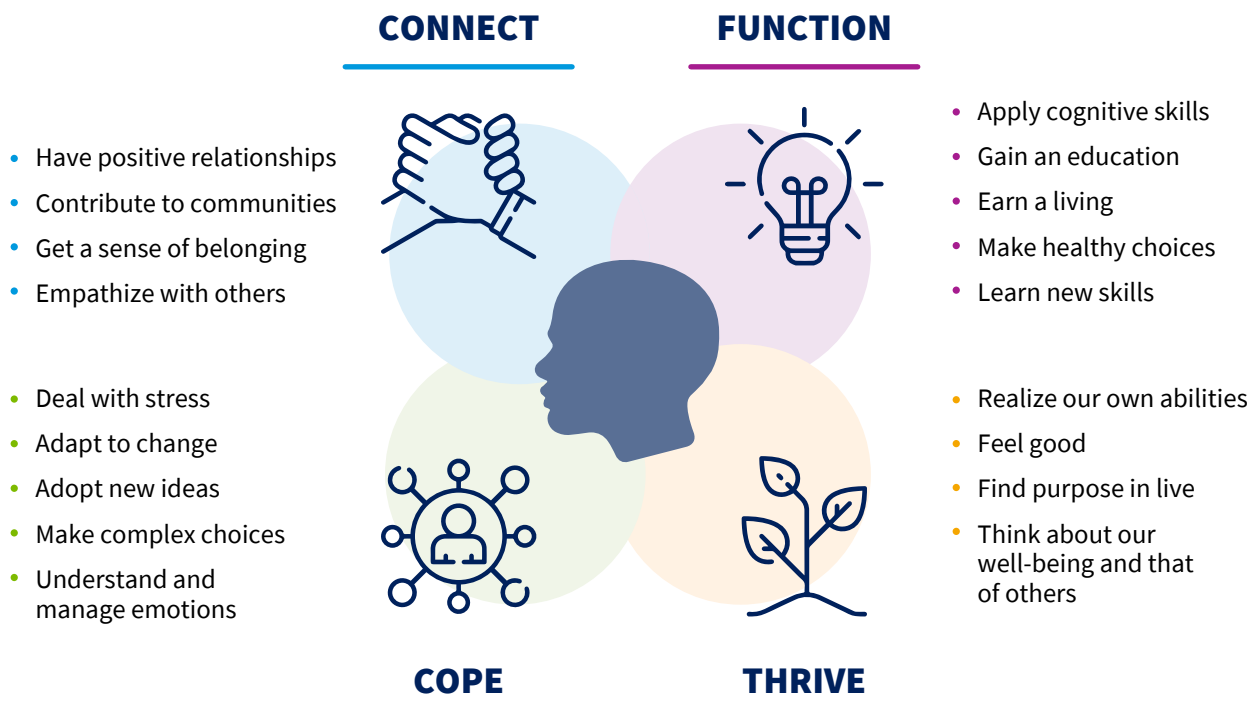 CONNECT
Have positive relationships
Contribute to communities
Get a sense of belonging
Empathize with others
FUNCTION
Apply cognitive skills
Gain an education
Earn a living
Make healthy choices
Learn new skills
Deal with stress
Adapt to change
Adopt new ideas
Make complex choices
Understand and
manage emotions
COPE
Realize our own abilities
Feel good
Find purpose in live
Think about our
well-being and that
of others
THRIVE